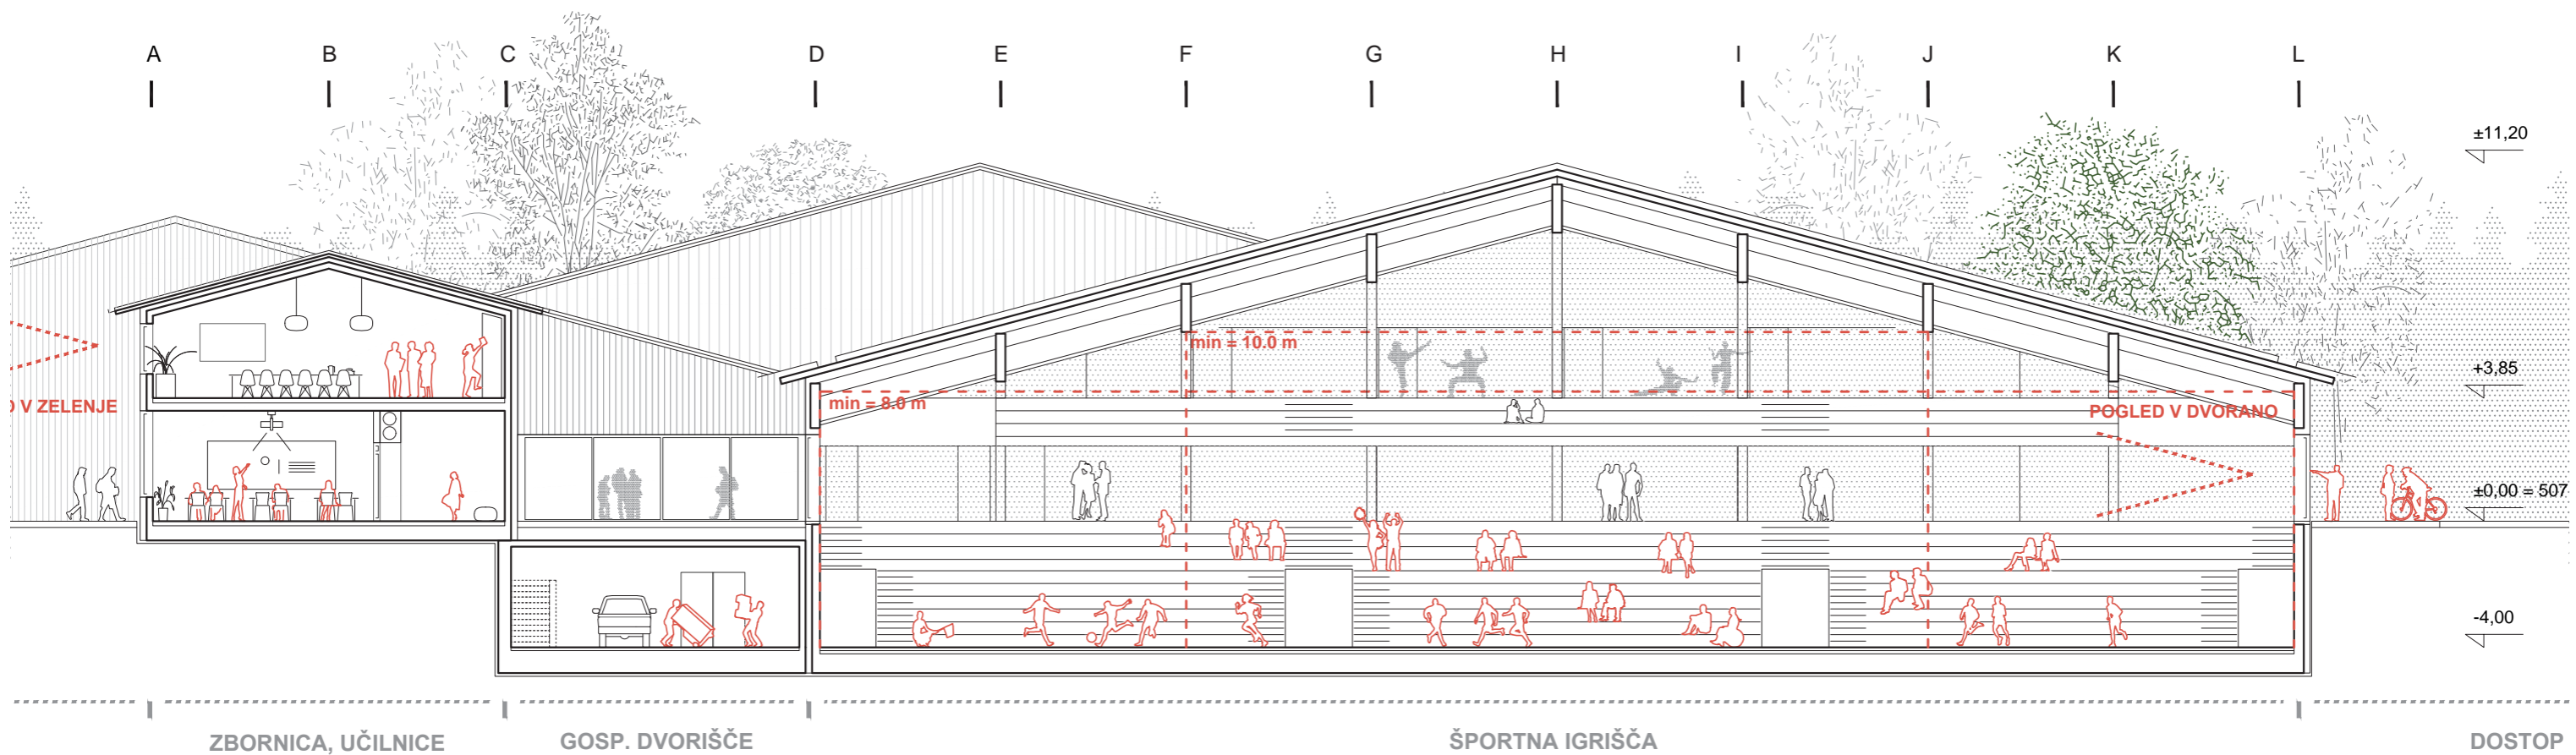 A B C D E F G H I J K L
±11,20
min = 10.0 m
+3,85
V ZELENJE
min = 8.0 m
POGLED V DVORANO
±0,00 = 507
-4,00
ZBORNICA, UČILNICE
GOSP. DVORIŠČE
ŠPORTNA IGRIŠČA
DOSTOP